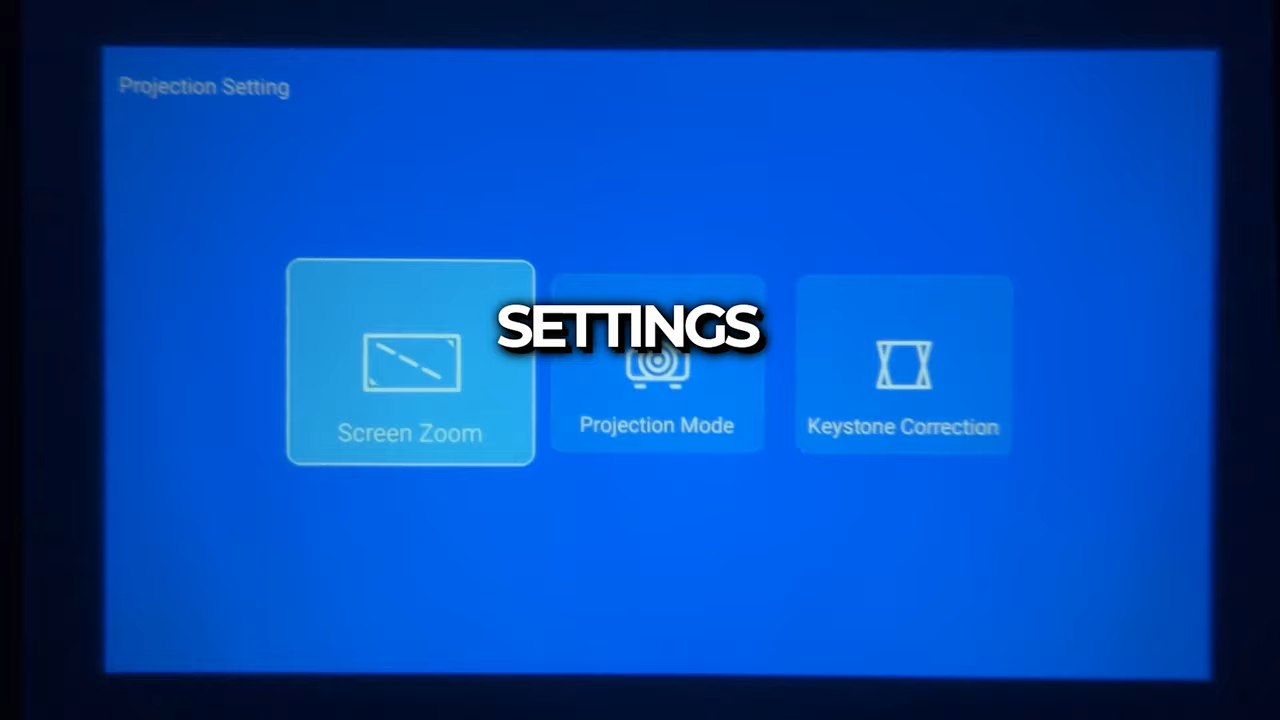 Projection Setting
SETTINGS
Screen Zoom
Projection Mode
Keystone Correction